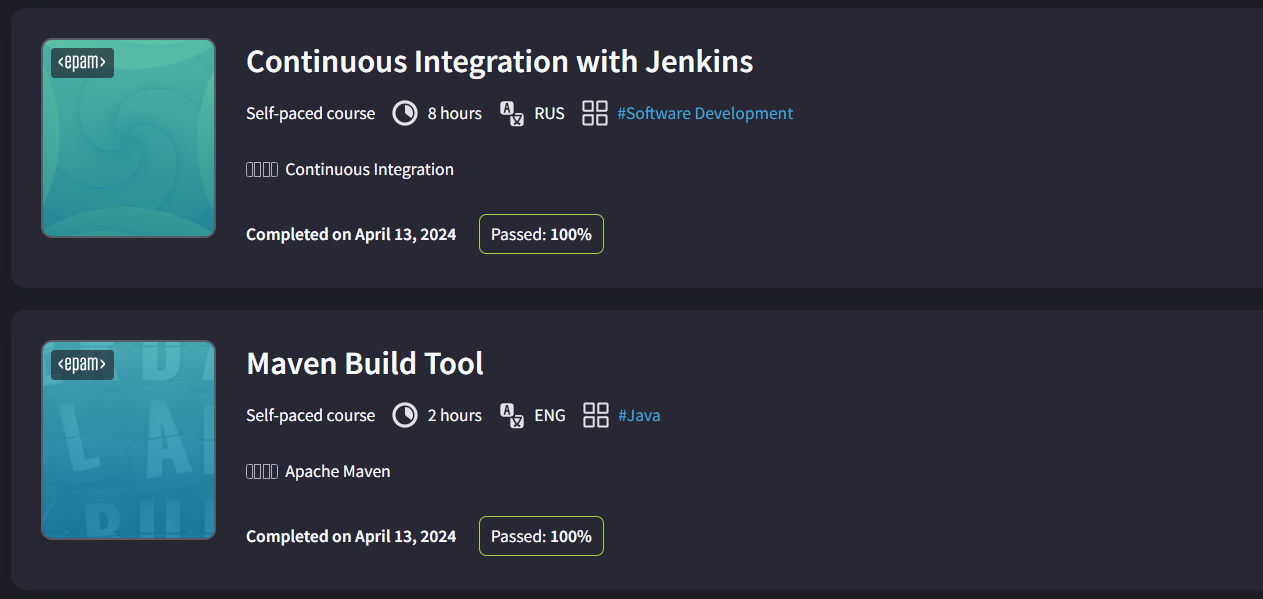 <epam>
Continuous Integration with Jenkins
Self-paced course 8 hours RUS #Software Development
Continuous Integration
Completed on April 13, 2024 Passed: 100%
<epam>
Maven Build Tool
Self-paced course 2 hours ENG #Java
Apache Maven
Completed on April 13, 2024 Passed: 100%